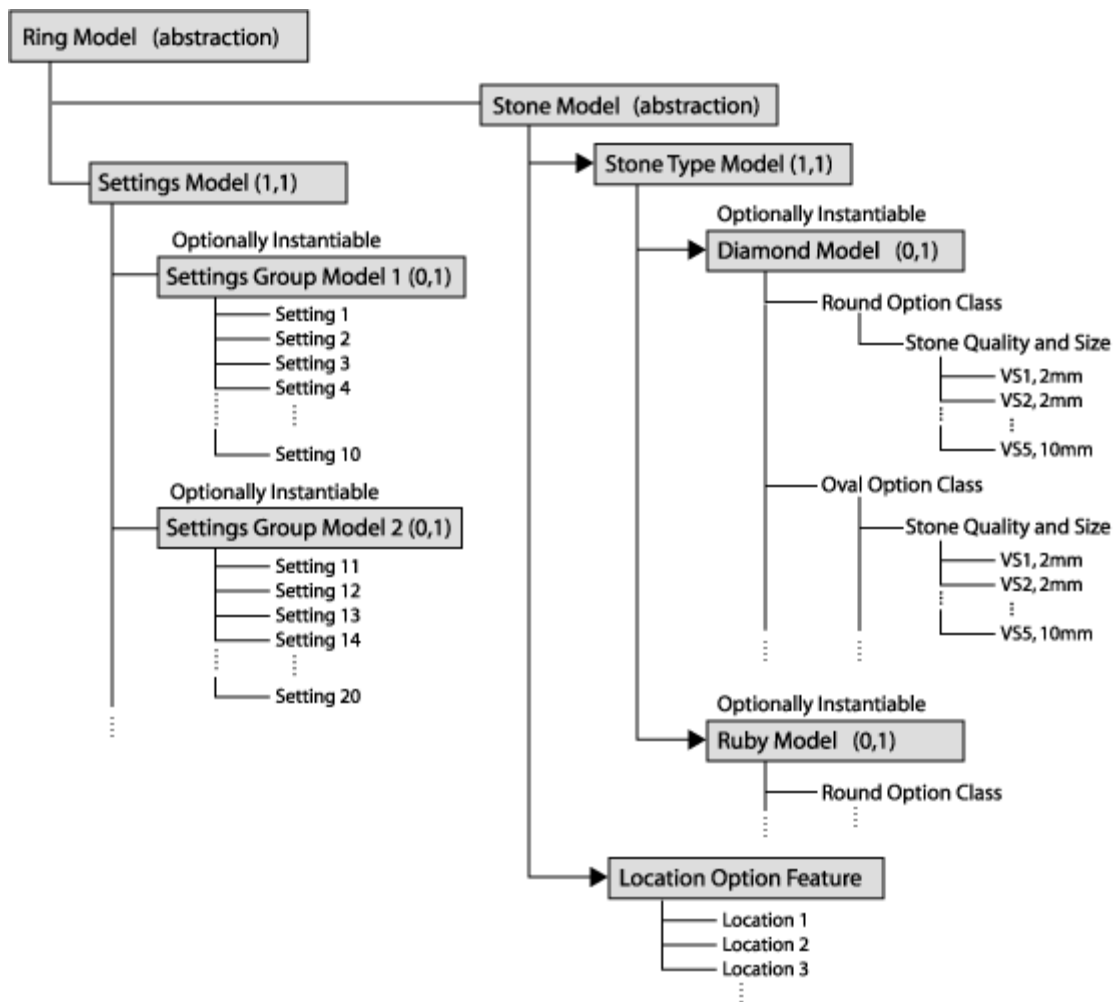 Ring Model (abstraction)
Stone Model (abstraction)
Settings Model (1,1)
Optionally Instantiable
Settings Group Model 1 (0,1)
Setting 1
Setting 2
Setting 3
Setting 4
Setting 10
Optionally Instantiable
Settings Group Model 2 (0,1)
Setting 11
Setting 12
Setting 13
Setting 14
Setting 20
Stone Type Model (1,1)
Optionally Instantiable
Diamond Model (0,1)
Round Option Class
Stone Quality and Size
VS1, 2mm
VS2, 2mm
VS5, 10mm
Oval Option Class
Stone Quality and Size
VS1, 2mm
VS2, 2mm
VS5, 10mm
Optionally Instantiable
Ruby Model (0,1)
Round Option Class
Location Option Feature
Location 1
Location 2
Location 3